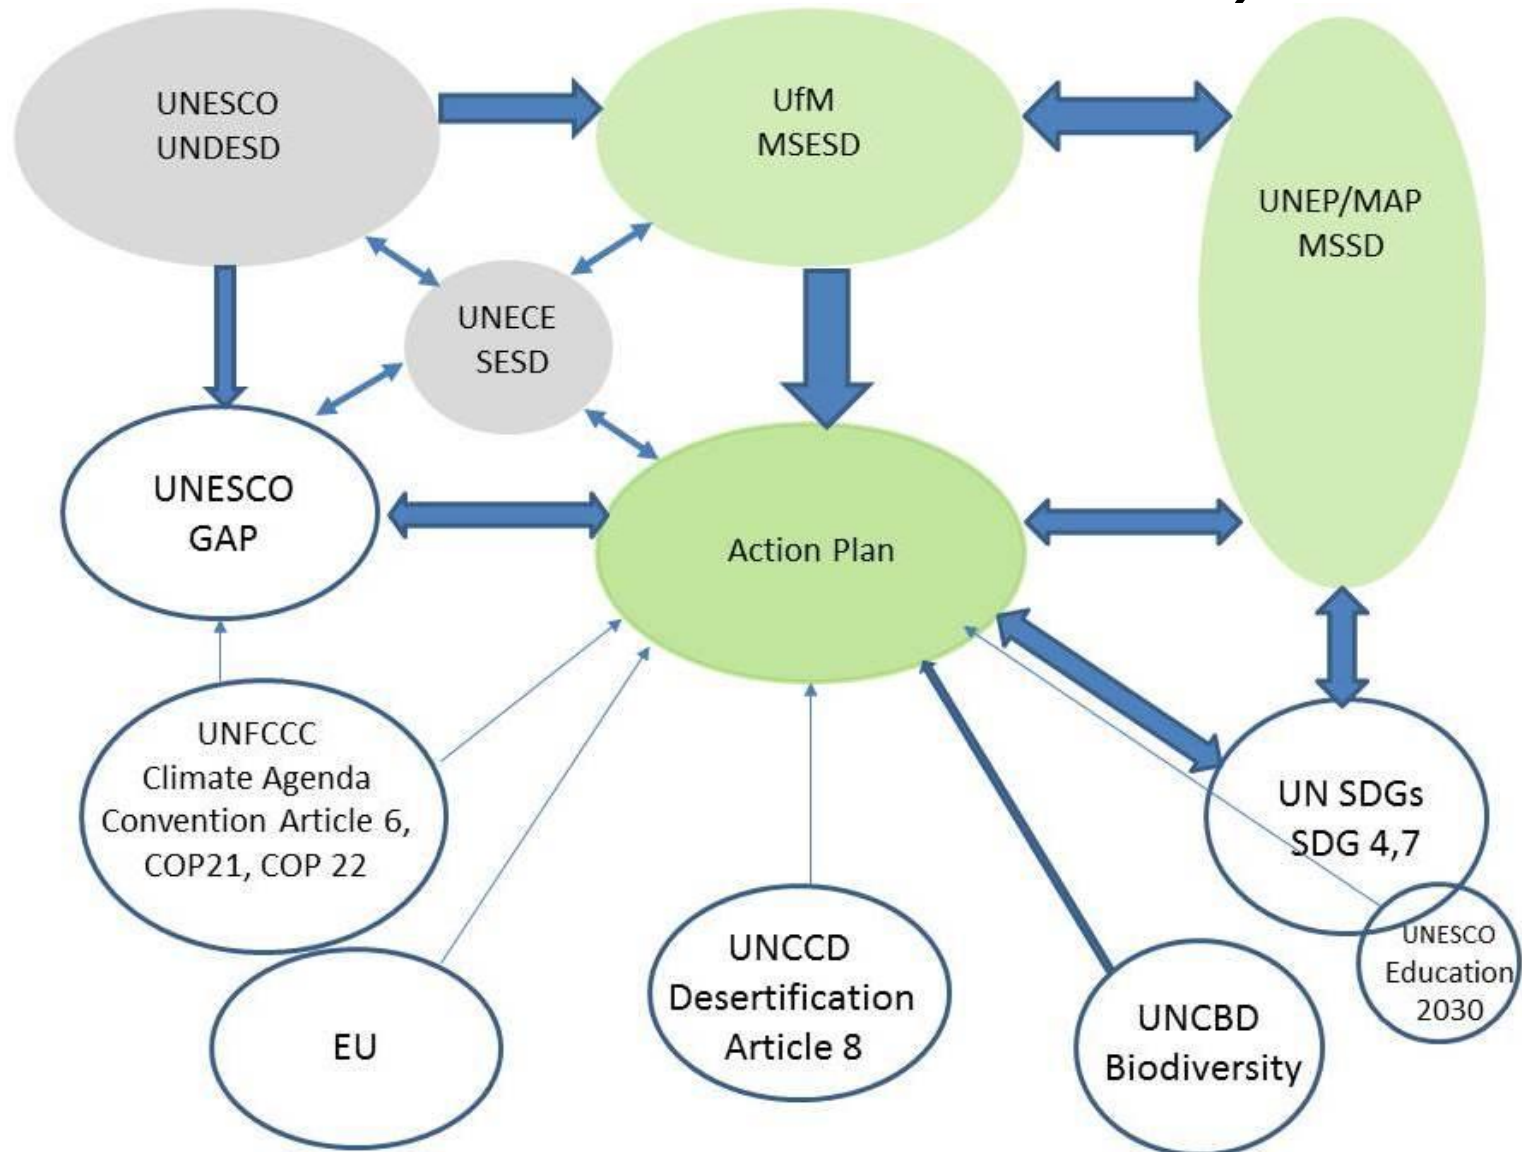 UNESCO
UNDESD
UfM
MSESD
UNEP/MAP
MSSD
UNECE
SESD
UNESCO
GAP
Action Plan
UNFCCC
Climate Agenda
Convention Article 6,
COP21, COP 22
UN SDGs
SDG 4,7
UNESCO
Education
2030
UNCCD
Desertification
Article 8
UNCBD
Biodiversity
EU